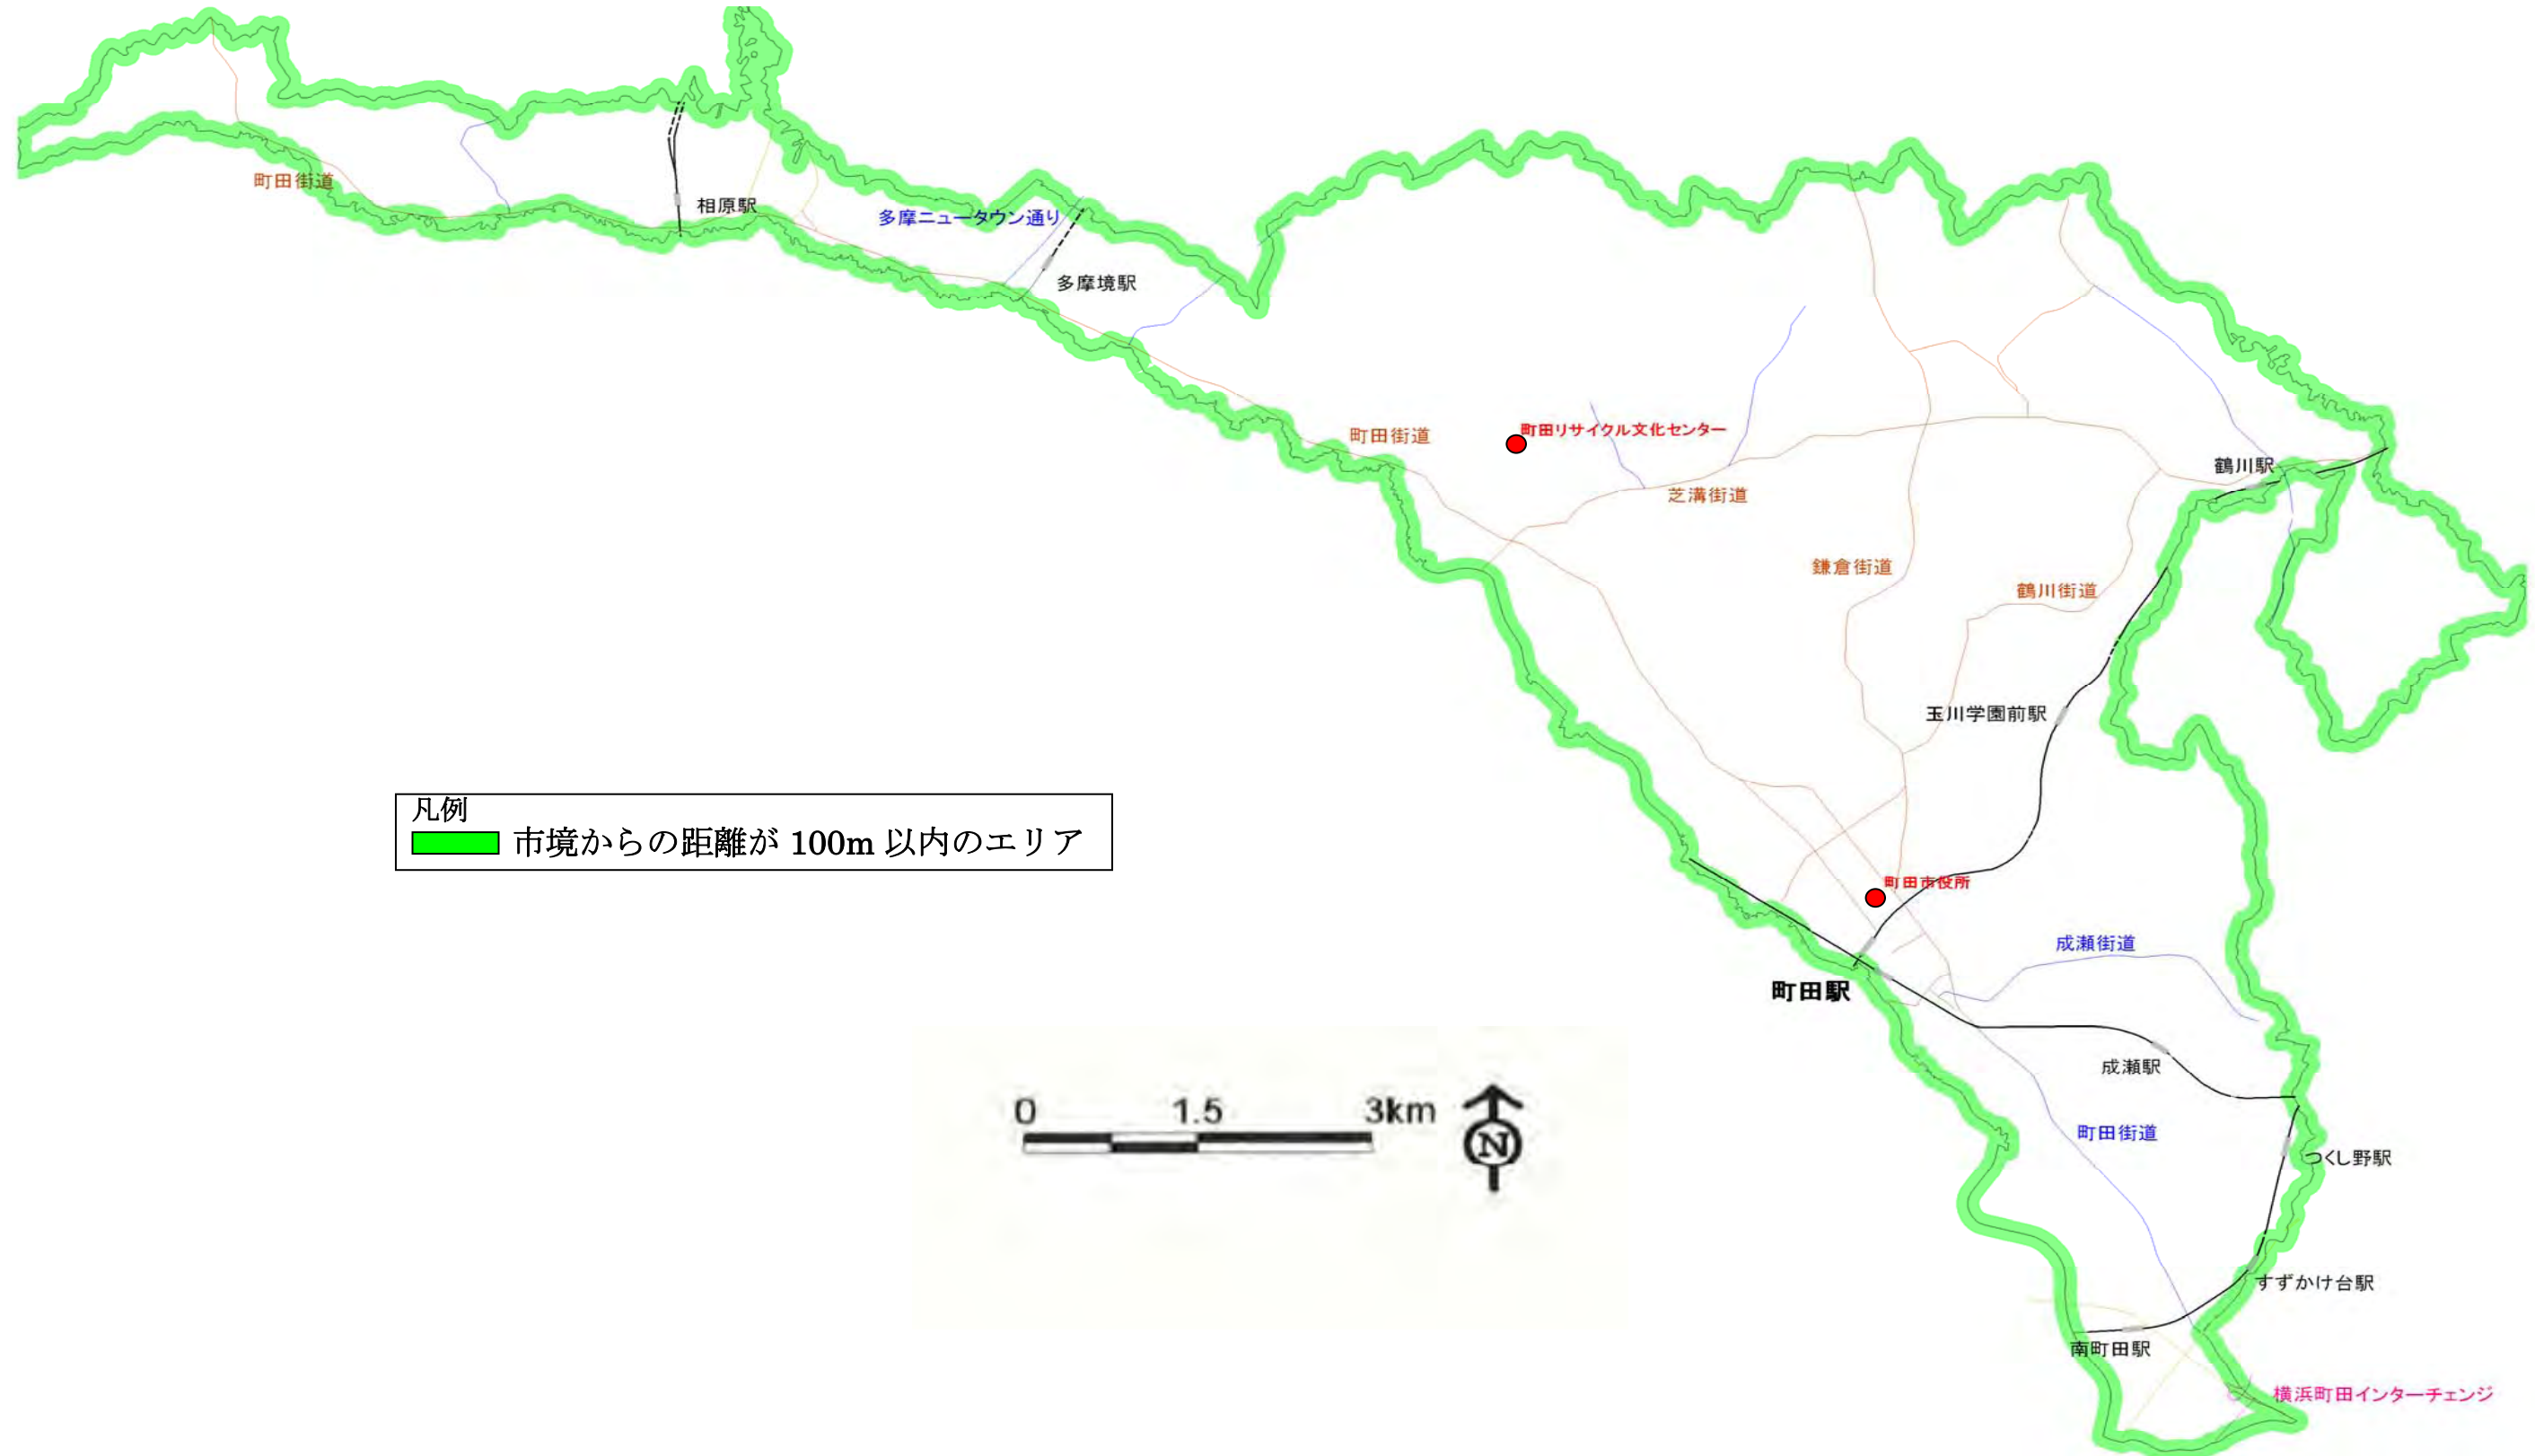 町田街道
相原駅
多摩ニュータウン通り
多摩境駅
町田街道
町田リサイクル文化センター
鶴川駅
芝溝街道
鎌倉街道
鶴川街道
玉川学園前駅
凡例
市境からの距離が 100m 以内のエリア
町田市役所
成瀬街道
町田駅
成瀬駅
0 1.5 3km
N
町田街道
つくし野駅
すずかけ台駅
南町田駅
横浜町田インターチェンジ